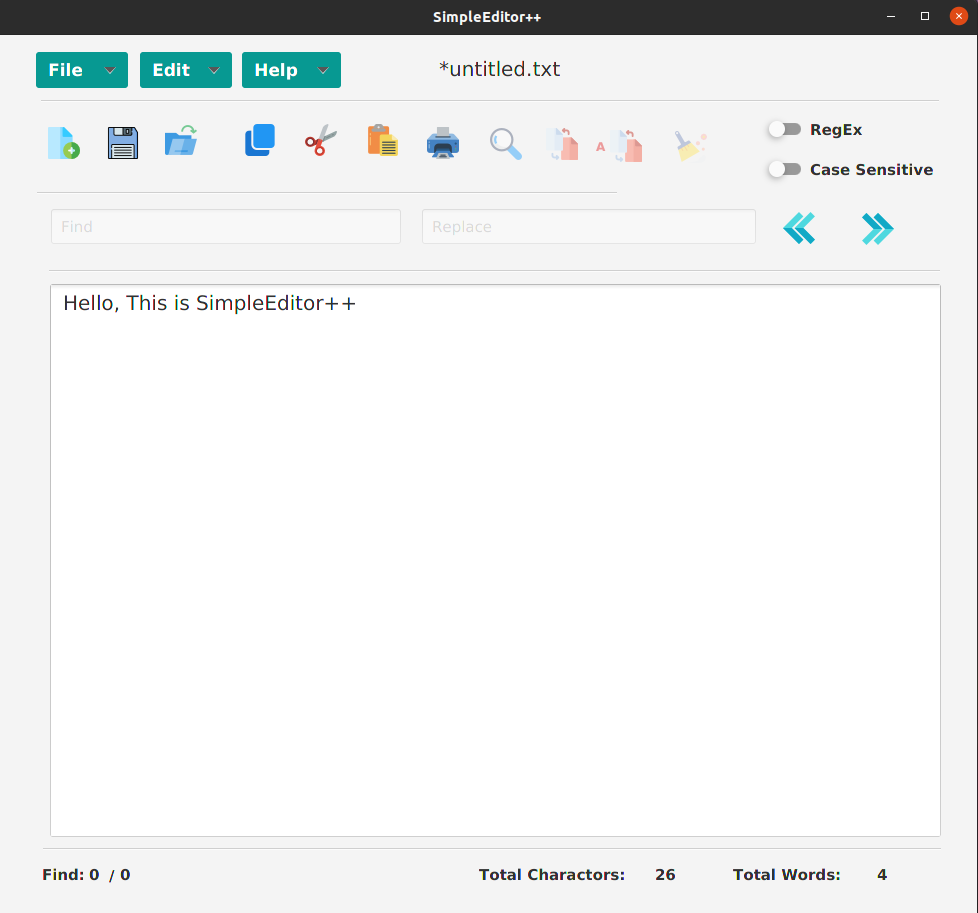 SimpleEditor++
File Edit Help *untitled.txt
RegEx
A
Case Sensitive
Find Replace
Hello, This is SimpleEditor++
Find: 0 / 0 Total Charactors: 26 Total Words: 4